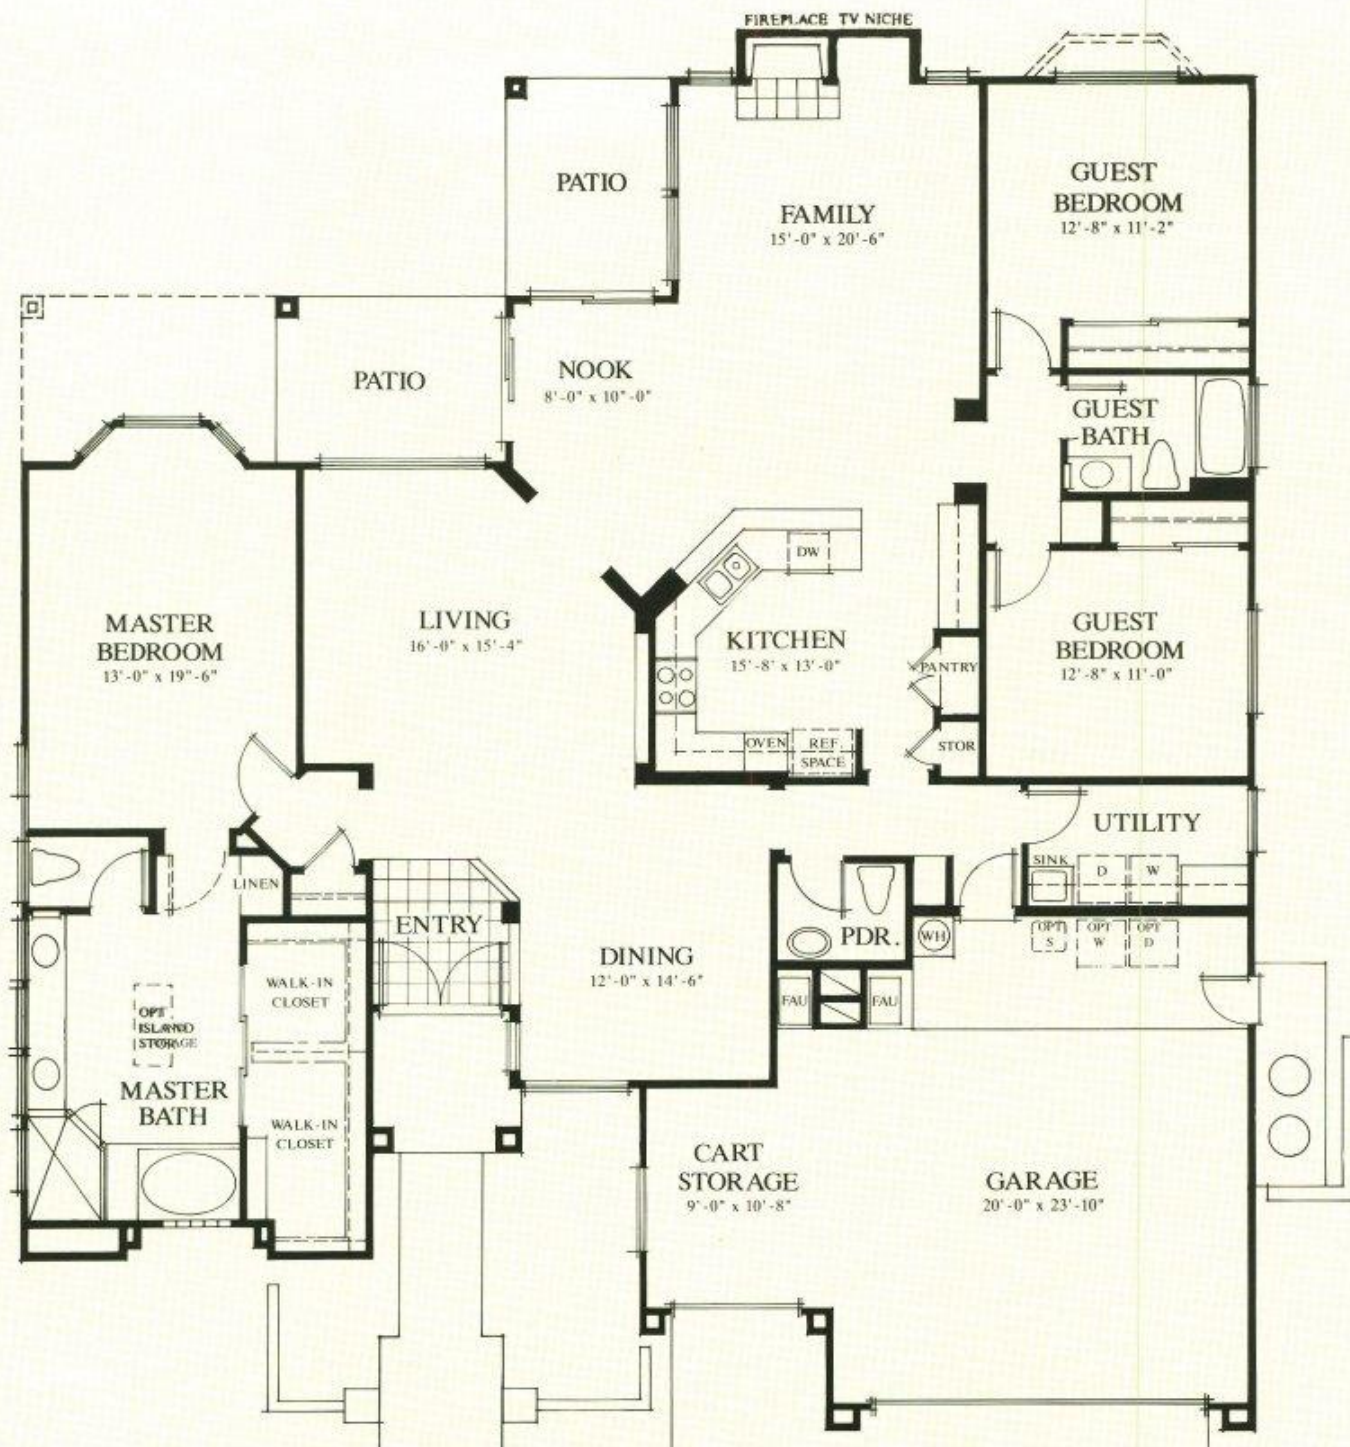 FIREPLACE TV NICHE
PATIO
FAMILY
15'-0" x 20'-6"
GUEST
BEDROOM
12'-8" x 11'-2"
PATIO
NOOK
8'-0" x 10"-0"
GUEST
BATH
MASTER
BEDROOM
13'-0" x 19"-6"
LIVING
16'-0" x 15'-4"
DW
KITCHEN
15'-8' x 13'-0"
PANTRY
OVEN
REF
SPACE
STOR
GUEST
BEDROOM
12'-8" x 11'-0"
UTILITY
SINK
D
W
LINEN
ENTRY
DINING
12'-0" x 14'-6"
PDR.
WH
OPT
S
OPT
W
OPT
D
FAU
FAU
WALK-IN
CLOSET
OPT
ISLAND
STORAGE
MASTER
BATH
WALK-IN
CLOSET
CART
STORAGE
9'-0" x 10'-8"
GARAGE
20'-0" x 23'-10"